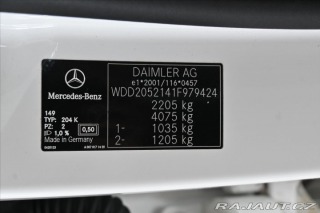 DAIMLER AG
e1*2001/116*0457
WDD2052141F979424
2205 kg
4075 kg
1- 1035 kg
2- 1205 kg
Mercedes-Benz
149
TYP: 204 K
PZ: 2
1,0 % 0,50
Made in Germany
RAJAUT.CZ